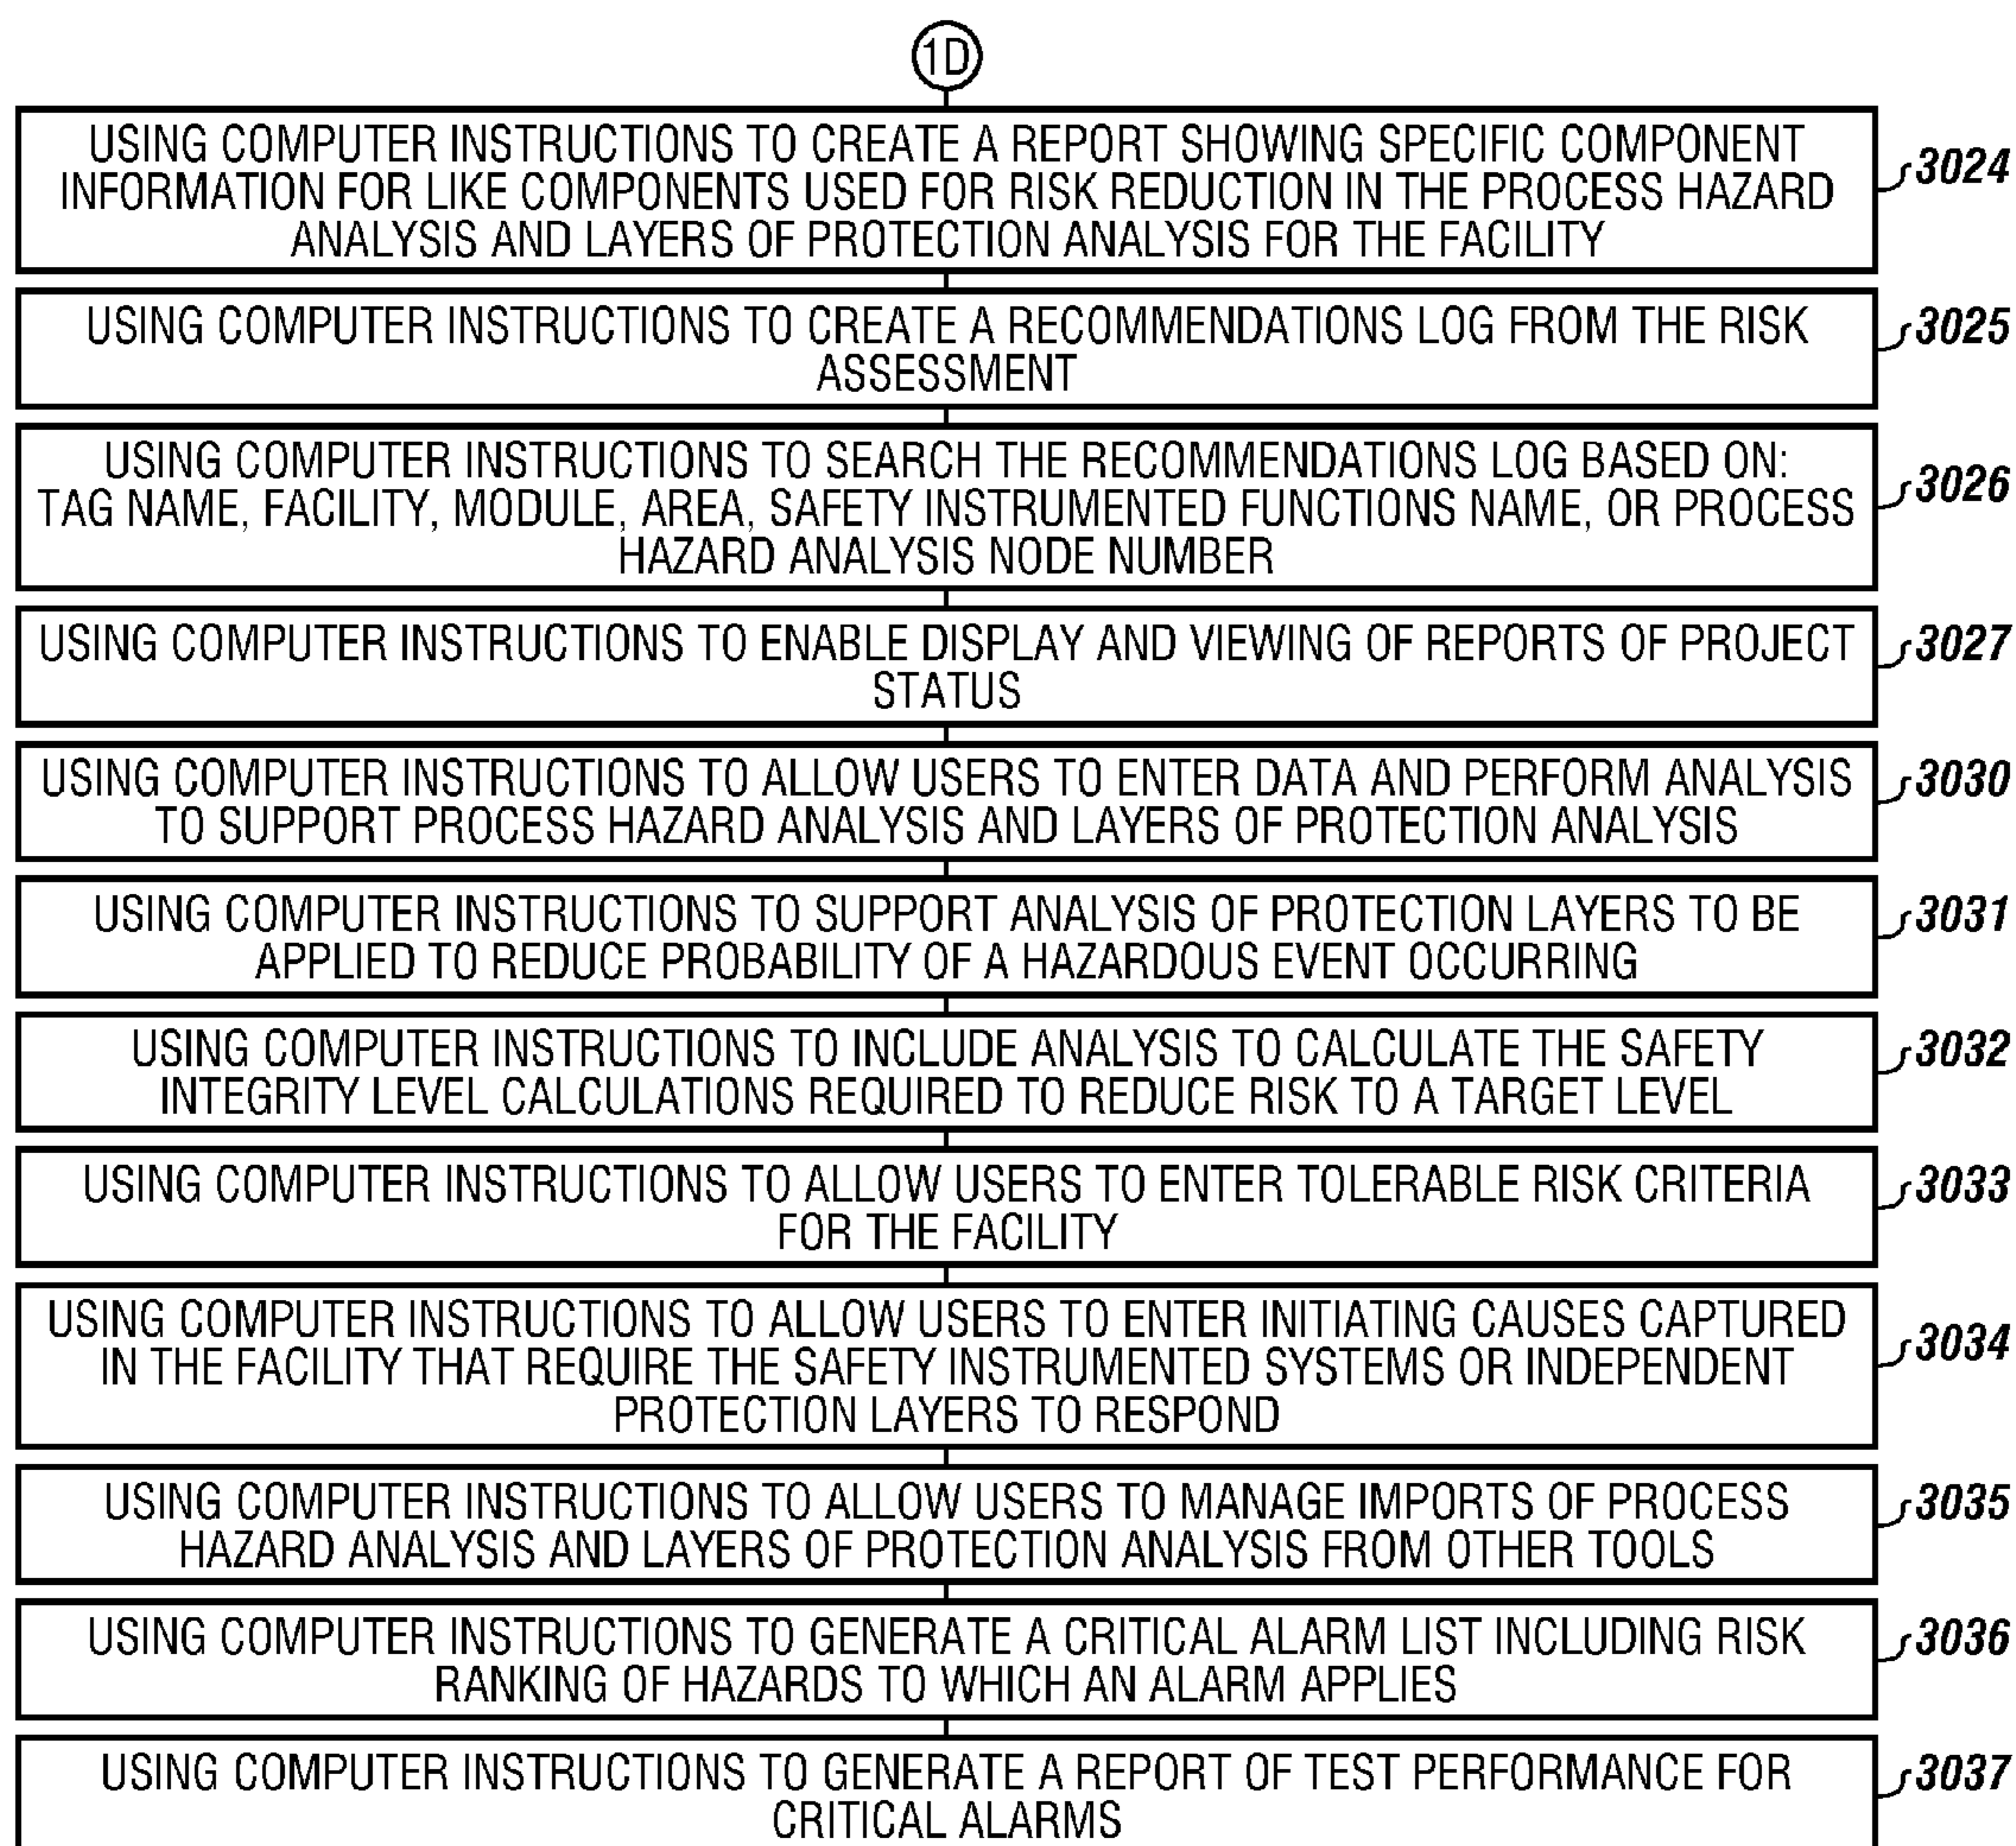 1D
USING COMPUTER INSTRUCTIONS TO CREATE A REPORT SHOWING SPECIFIC COMPONENT
INFORMATION FOR LIKE COMPONENTS USED FOR RISK REDUCTION IN THE PROCESS HAZARD
ANALYSIS AND LAYERS OF PROTECTION ANALYSIS FOR THE FACILITY
3024
USING COMPUTER INSTRUCTIONS TO CREATE A RECOMMENDATIONS LOG FROM THE RISK
ASSESSMENT
3025
USING COMPUTER INSTRUCTIONS TO SEARCH THE RECOMMENDATIONS LOG BASED ON:
TAG NAME, FACILITY, MODULE, AREA, SAFETY INSTRUMENTED FUNCTIONS NAME, OR PROCESS
HAZARD ANALYSIS NODE NUMBER
3026
USING COMPUTER INSTRUCTIONS TO ENABLE DISPLAY AND VIEWING OF REPORTS OF PROJECT
STATUS
3027
USING COMPUTER INSTRUCTIONS TO ALLOW USERS TO ENTER DATA AND PERFORM ANALYSIS
TO SUPPORT PROCESS HAZARD ANALYSIS AND LAYERS OF PROTECTION ANALYSIS
3030
USING COMPUTER INSTRUCTIONS TO SUPPORT ANALYSIS OF PROTECTION LAYERS TO BE
APPLIED TO REDUCE PROBABILITY OF A HAZARDOUS EVENT OCCURRING
3031
USING COMPUTER INSTRUCTIONS TO INCLUDE ANALYSIS TO CALCULATE THE SAFETY
INTEGRITY LEVEL CALCULATIONS REQUIRED TO REDUCE RISK TO A TARGET LEVEL
3032
USING COMPUTER INSTRUCTIONS TO ALLOW USERS TO ENTER TOLERABLE RISK CRITERIA
FOR THE FACILITY
3033
USING COMPUTER INSTRUCTIONS TO ALLOW USERS TO ENTER INITIATING CAUSES CAPTURED
IN THE FACILITY THAT REQUIRE THE SAFETY INSTRUMENTED SYSTEMS OR INDEPENDENT
PROTECTION LAYERS TO RESPOND
3034
USING COMPUTER INSTRUCTIONS TO ALLOW USERS TO MANAGE IMPORTS OF PROCESS
HAZARD ANALYSIS AND LAYERS OF PROTECTION ANALYSIS FROM OTHER TOOLS
3035
USING COMPUTER INSTRUCTIONS TO GENERATE A CRITICAL ALARM LIST INCLUDING RISK
RANKING OF HAZARDS TO WHICH AN ALARM APPLIES
3036
USING COMPUTER INSTRUCTIONS TO GENERATE A REPORT OF TEST PERFORMANCE FOR
CRITICAL ALARMS
3037